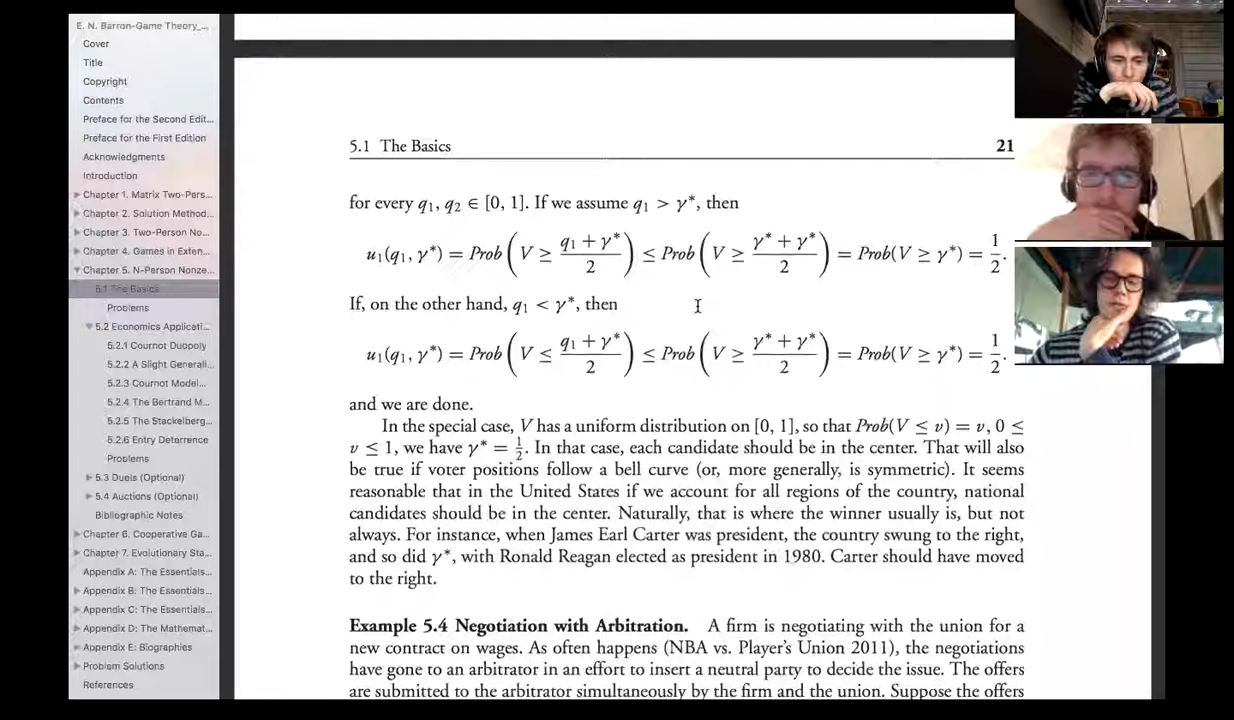 E. N. Barron-Game Theory_...
Cover
Title
Copyright
Contents
Preface for the Second Edit...
Preface for the First Edition
Acknowledgments
Introduction
Chapter 1. Matrix Two-Pers...
Chapter 2. Solution Method...
Chapter 3. Two-Person No...
Chapter 4. Games in Exten...
Chapter 5. N-Person Nonze...
5.1 The Basics
Problems
5.2 Economics Applicati...
5.2.1 Cournot Duopoly
5.2.2 A Slight Generali...
5.2.3 Cournot Model...
5.2.4 The Bertrand M...
5.2.5 The Stackelberg...
5.2.6 Entry Deterrence
Problems
5.3 Duels (Optional)
5.4 Auctions (Optional)
Bibliographic Notes
Chapter 6. Cooperative Ga...
Chapter 7. Evolutionary Sta...
Appendix A: The Essentials...
Appendix B: The Essentials...
Appendix C: The Essentials...
Appendix D: The Mathemat...
Appendix E: Biographies
Problem Solutions
References
5.1 The Basics 21
for every q₁, q₂ ∈ [0, 1]. If we assume q₁ > γ*, then
u₁(q₁, γ*) = Prob(V ≥ (q₁ + γ*)/2) ≤ Prob(V ≥ (γ* + γ*)/2) = Prob(V ≥ γ*) = 1/2.
If, on the other hand, q₁ < γ*, then
u₁(q₁, γ*) = Prob(V ≤ (q₁ + γ*)/2) ≤ Prob(V ≥ (γ* + γ*)/2) = Prob(V ≥ γ*) = 1/2.
and we are done.
In the special case, V has a uniform distribution on [0, 1], so that Prob(V ≤ v) = v, 0 ≤
v ≤ 1, we have γ* = 1/2. In that case, each candidate should be in the center. That will also
be true if voter positions follow a bell curve (or, more generally, is symmetric). It seems
reasonable that in the United States if we account for all regions of the country, national
candidates should be in the center. Naturally, that is where the winner usually is, but not
always. For instance, when James Earl Carter was president, the country swung to the right,
and so did γ*, with Ronald Reagan elected as president in 1980. Carter should have moved
to the right.
Example 5.4 Negotiation with Arbitration. A firm is negotiating with the union for a
new contract on wages. As often happens (NBA vs. Player's Union 2011), the negotiations
have gone to an arbitrator in an effort to insert a neutral party to decide the issue. The offers
are submitted to the arbitrator simultaneously by the firm and the union. Suppose the offers